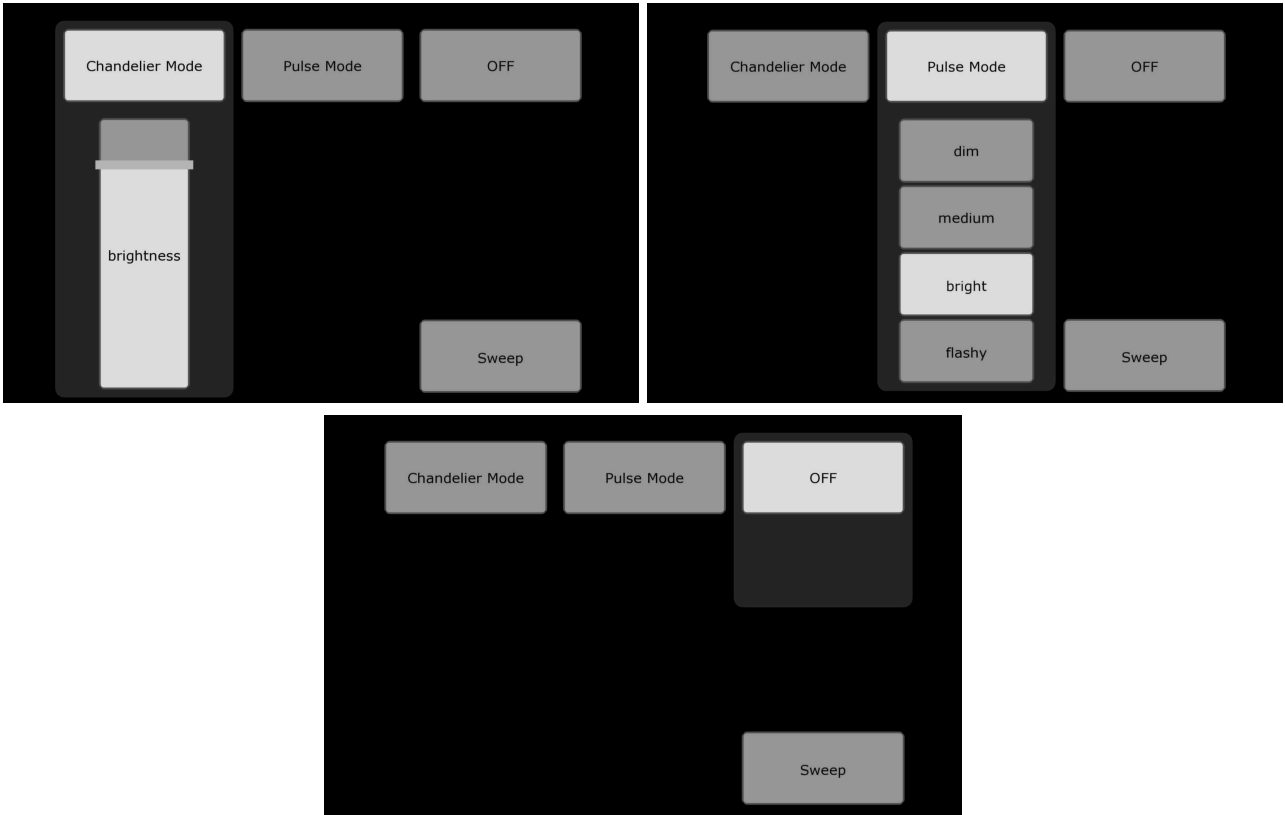 Chandelier Mode
Pulse Mode
OFF
brightness
Sweep
Chandelier Mode
Pulse Mode
OFF
dim
medium
bright
flashy
Sweep
Chandelier Mode
Pulse Mode
OFF
Sweep